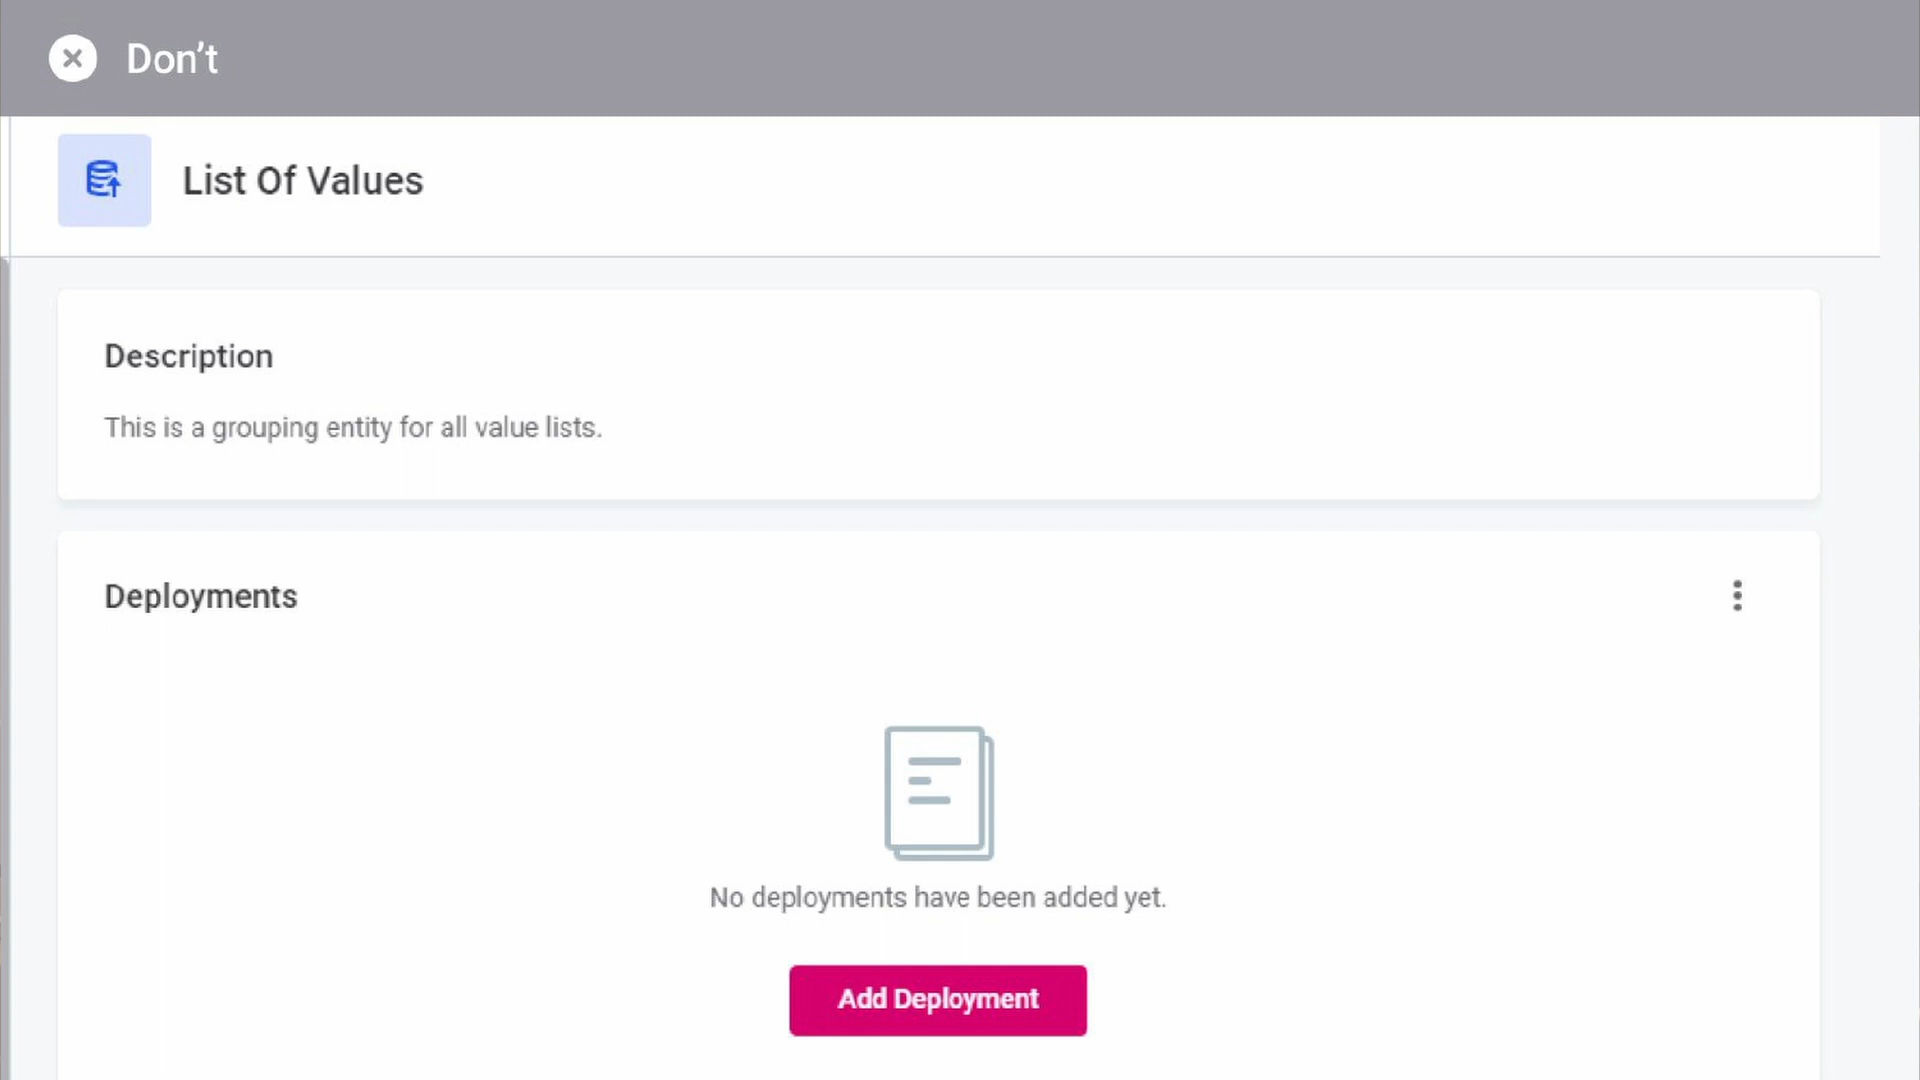 Don’t
List Of Values
Description
This is a grouping entity for all value lists.
Deployments
No deployments have been added yet.
Add Deployment